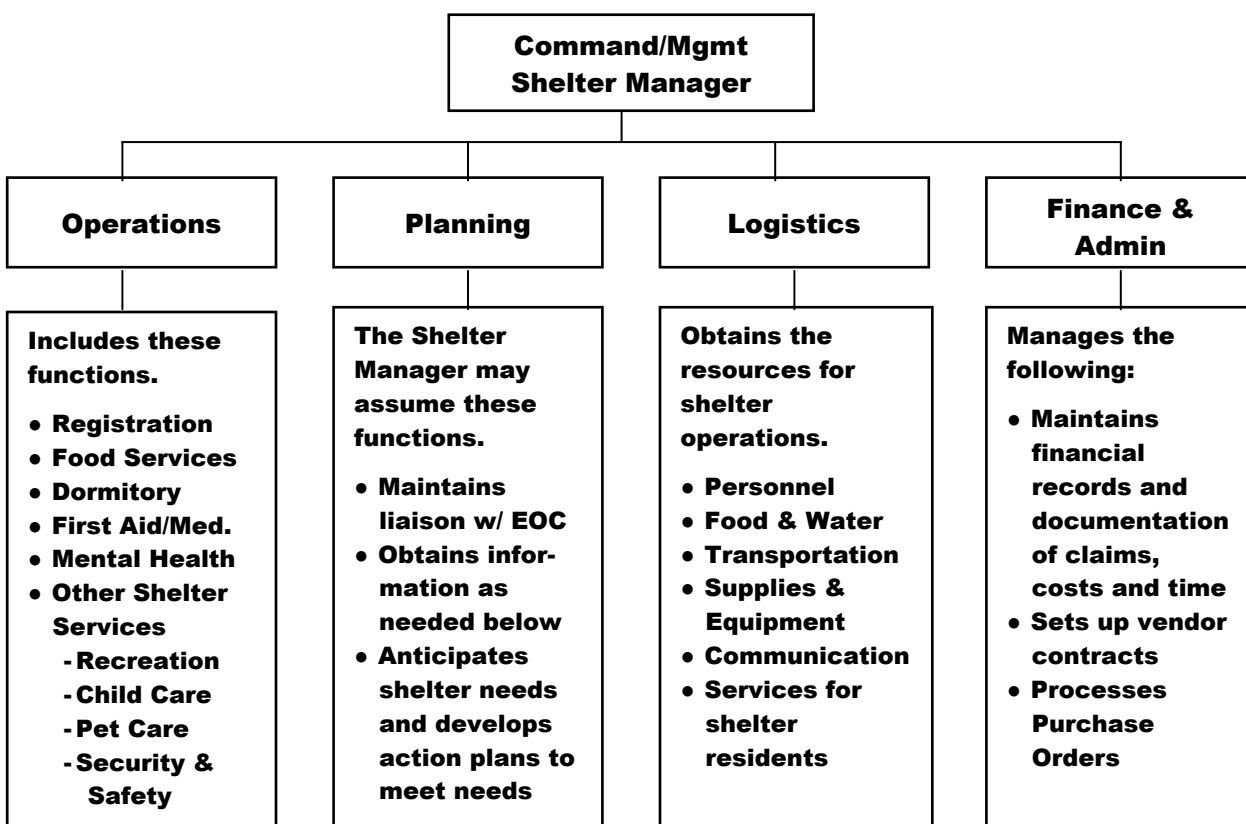 Command/Mgmt
Shelter Manager
Operations
Planning
Logistics
Finance &
Admin
Includes these
functions.
● Registration
● Food Services
● Dormitory
● First Aid/Med.
● Mental Health
● Other Shelter
Services
- Recreation
- Child Care
- Pet Care
- Security &
Safety
The Shelter
Manager may
assume these
functions.
● Maintains
liaison w/ EOC
● Obtains infor-
mation as
needed below
● Anticipates
shelter needs
and develops
action plans to
meet needs
Obtains the
resources for
shelter
operations.
● Personnel
● Food & Water
● Transportation
● Supplies &
Equipment
● Communication
● Services for
shelter
residents
Manages the
following:
● Maintains
financial
records and
documentation
of claims,
costs and time
● Sets up vendor
contracts
● Processes
Purchase
Orders